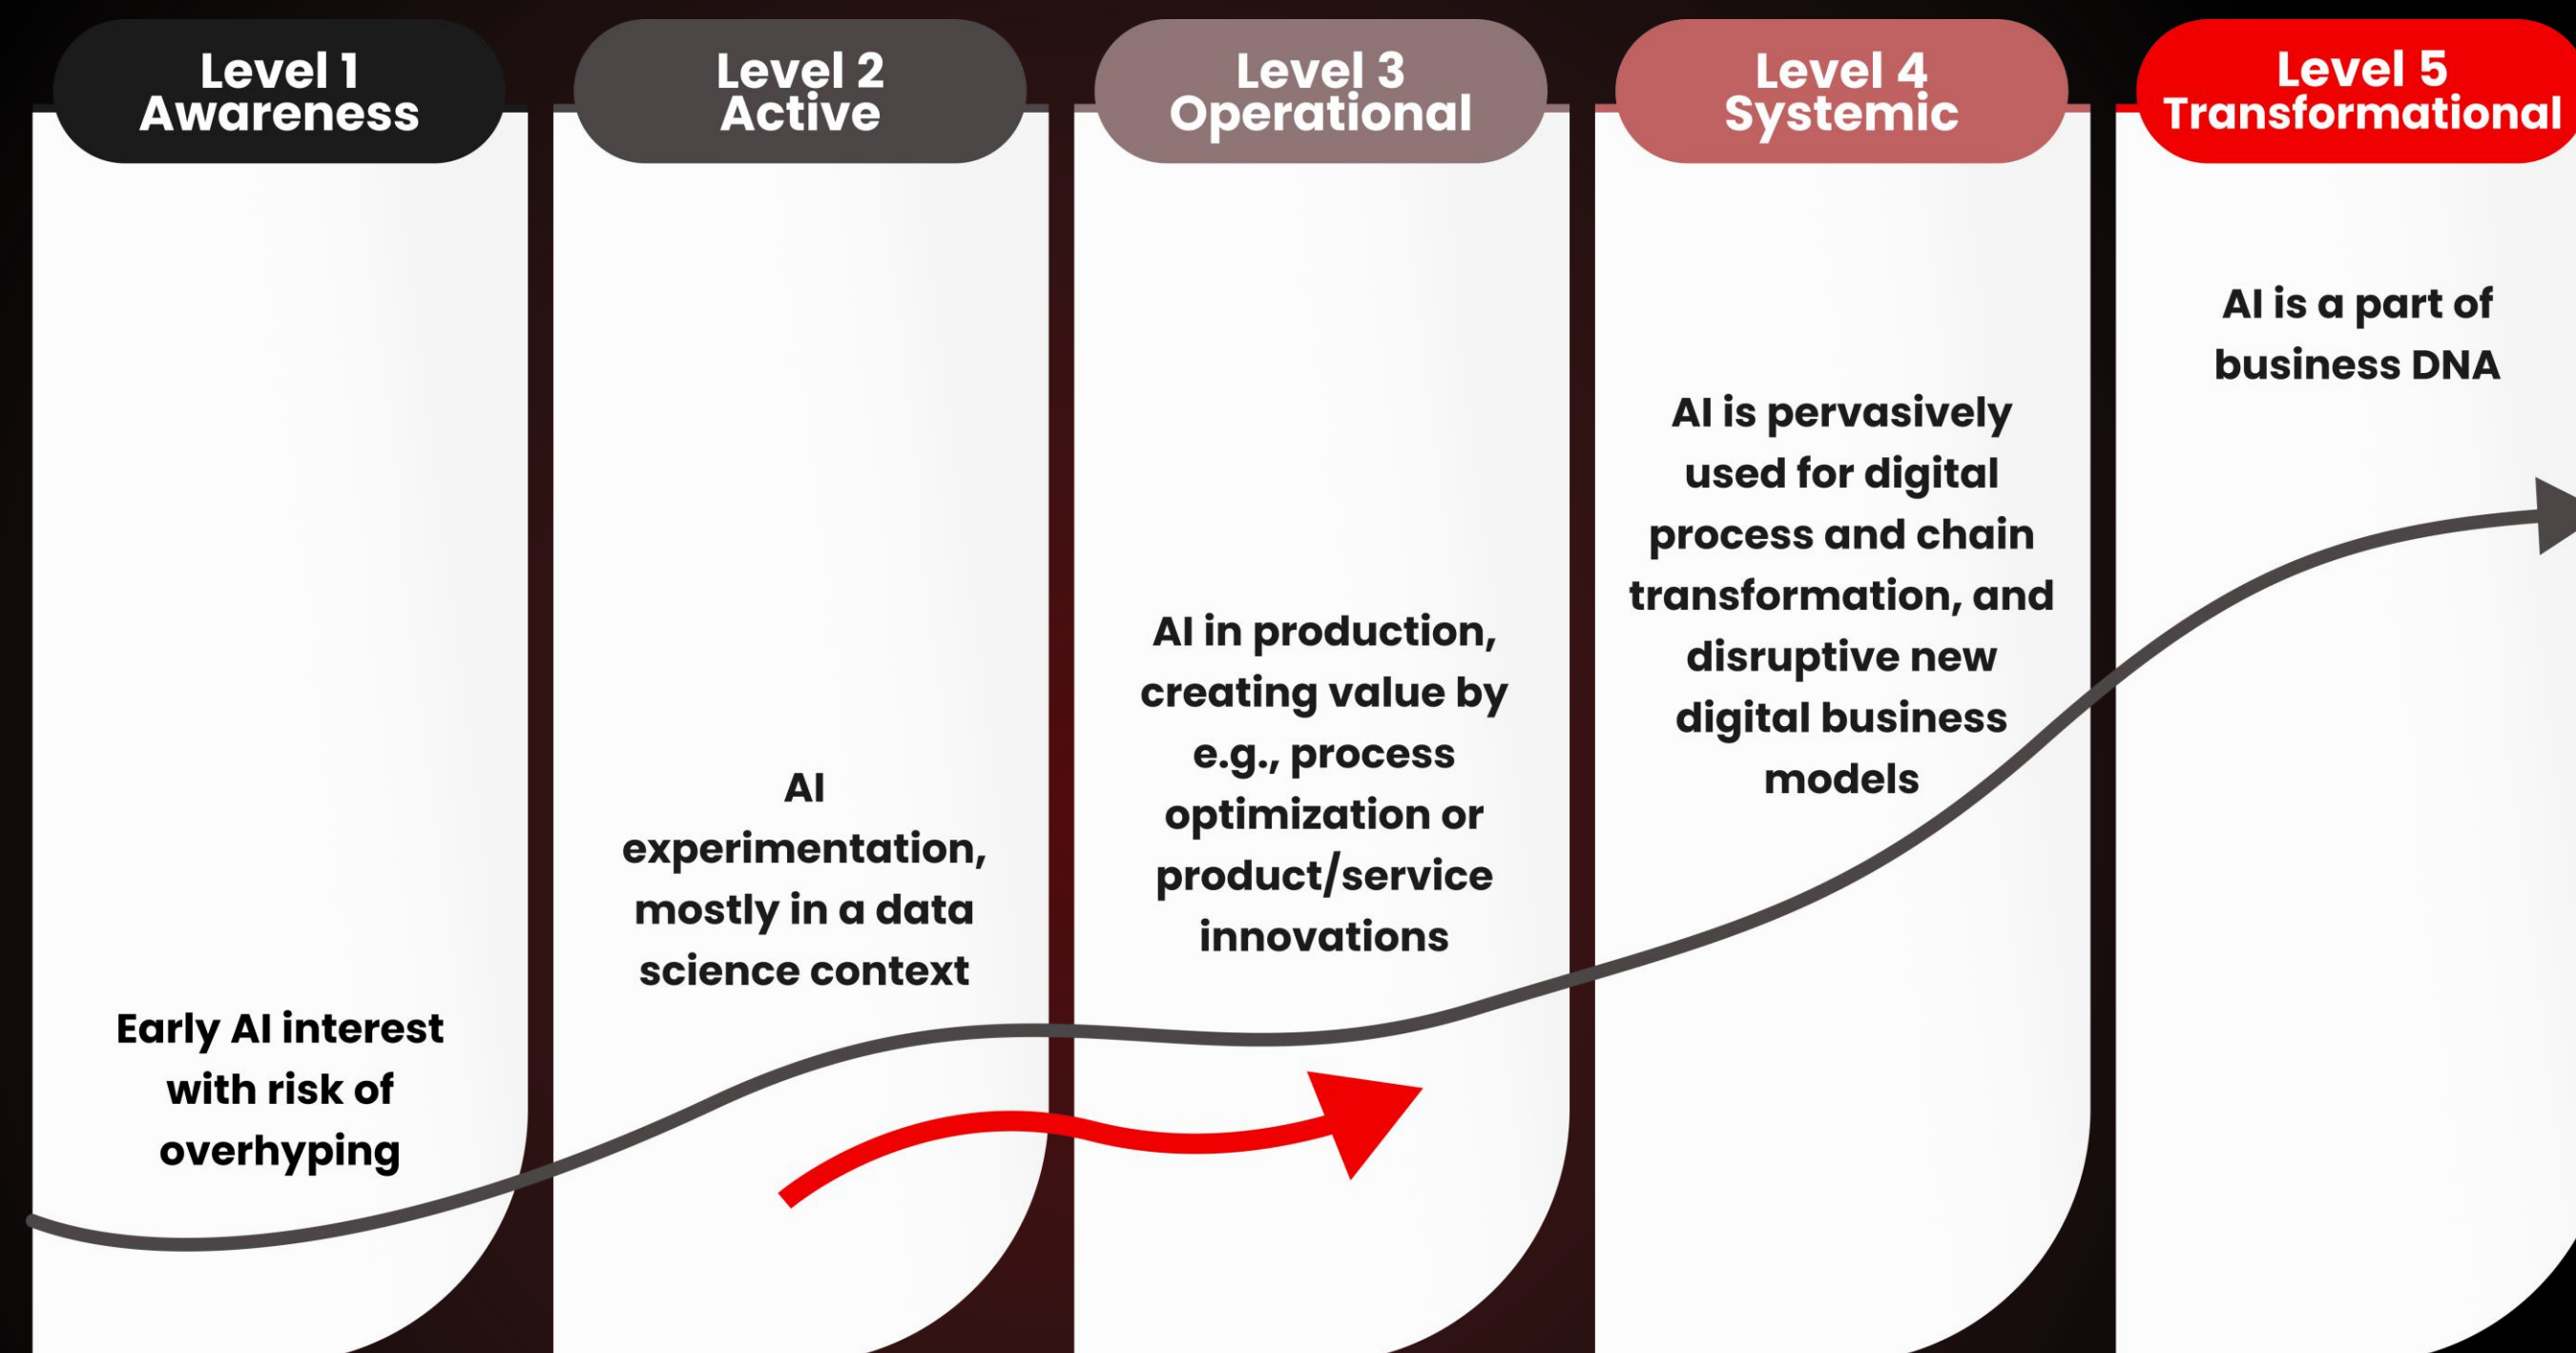 Level 1
Awareness
Early AI interest
with risk of
overhyping
Level 2
Active
AI
experimentation,
mostly in a data
science context
Level 3
Operational
AI in production,
creating value by
e.g., process
optimization or
product/service
innovations
Level 4
Systemic
AI is pervasively
used for digital
process and chain
transformation, and
disruptive new
digital business
models
Level 5
Transformational
AI is a part of
business DNA